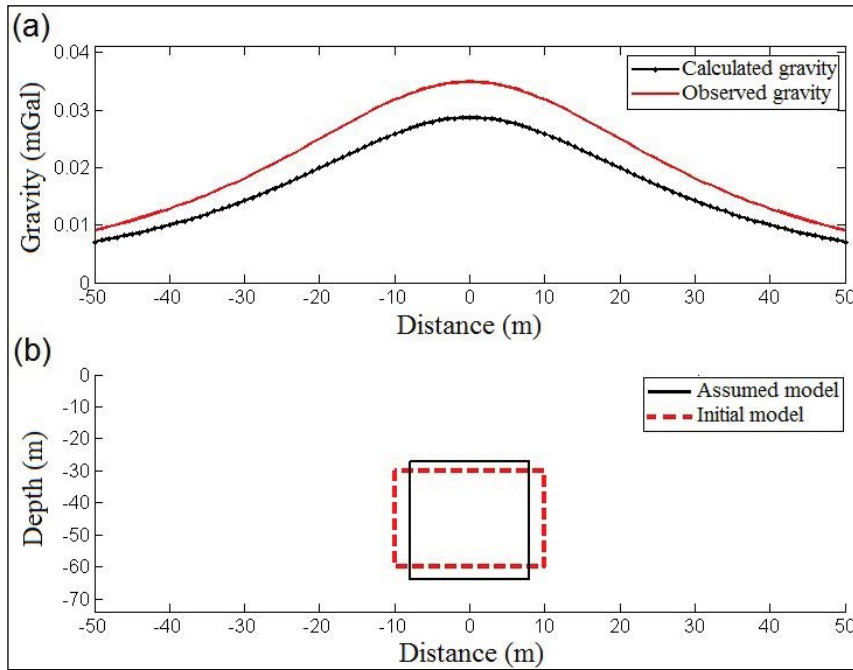 (a)
0.04
0.03
0.02
0.01
0
Gravity (mGal)
Calculated gravity
Observed gravity
-50 -40 -30 -20 -10 0 10 20 30 40 50
Distance (m)
(b)
0
-10
-20
-30
-40
-50
-60
-70
Depth (m)
Assumed model
Initial model
-50 -40 -30 -20 -10 0 10 20 30 40 50
Distance (m)